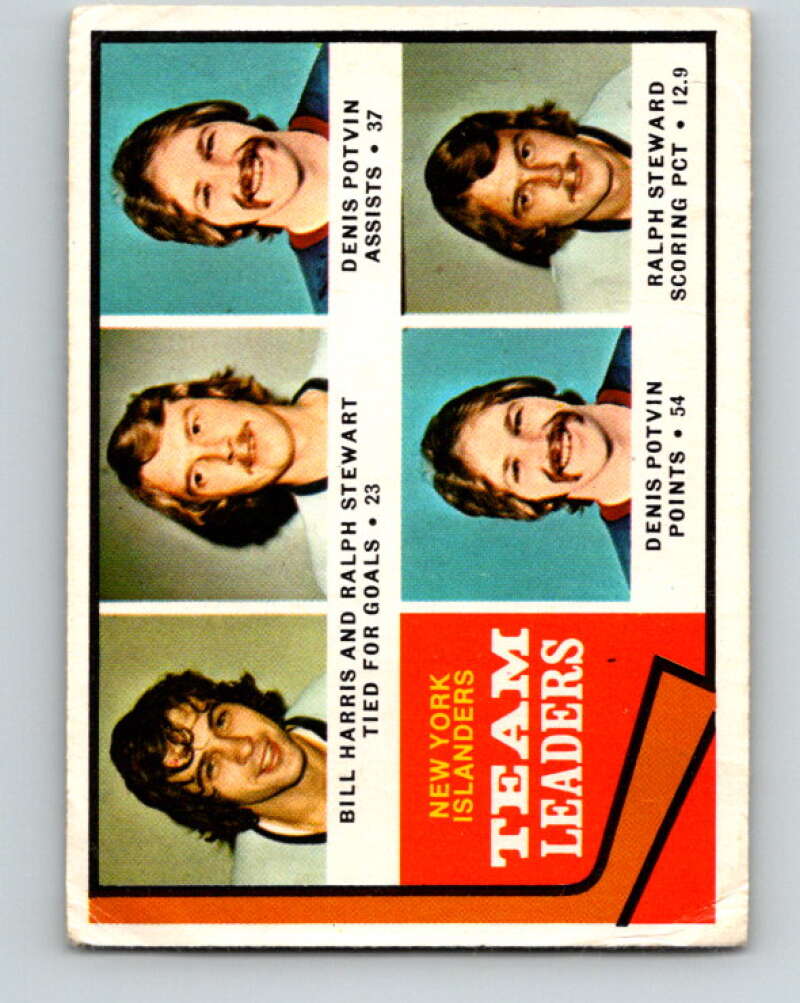 BILL HARRIS AND RALPH STEWART
TIED FOR GOALS • 23
DENIS POTVIN
ASSISTS • 37
NEW YORK
ISLANDERS
TEAM
LEADERS
DENIS POTVIN
POINTS • 54
RALPH STEWARD
SCORING PCT • 12.9